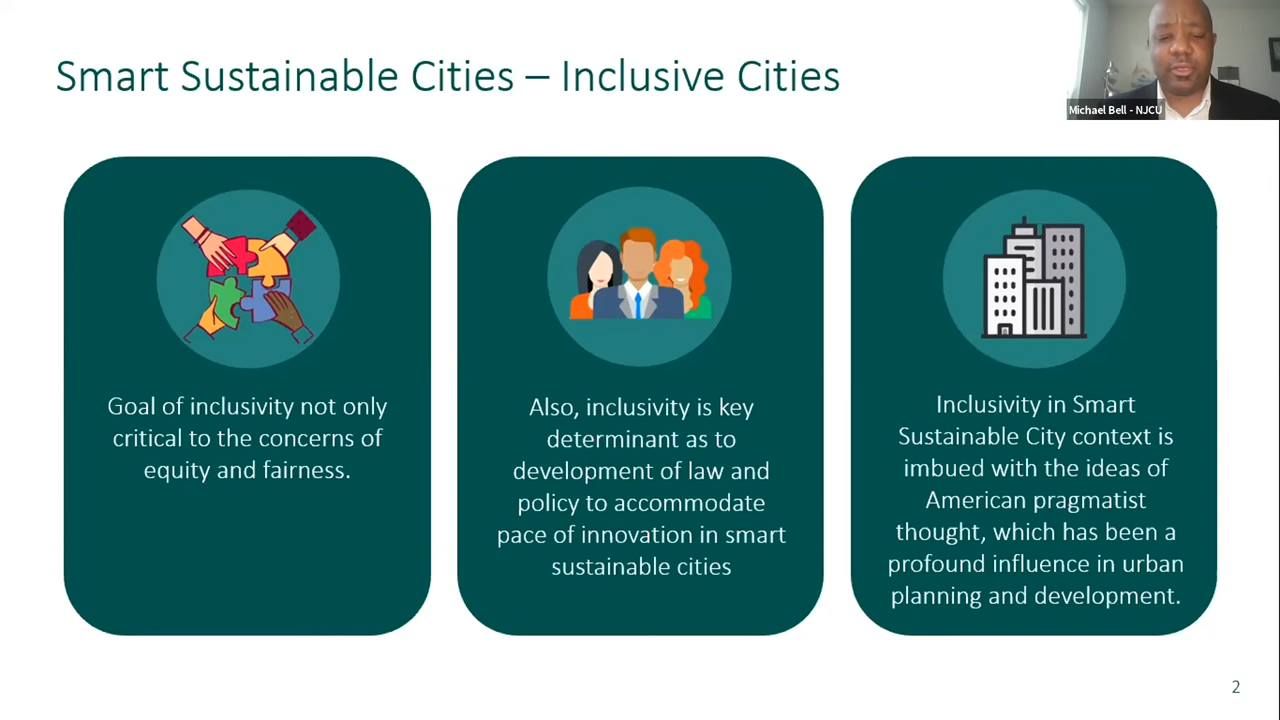 Smart Sustainable Cities – Inclusive Cities
Michael Bell - NJCU
Goal of inclusivity not only
critical to the concerns of
equity and fairness.
Also, inclusivity is key
determinant as to
development of law and
policy to accommodate
pace of innovation in smart
sustainable cities
Inclusivity in Smart
Sustainable City context is
imbued with the ideas of
American pragmatist
thought, which has been a
profound influence in urban
planning and development.
2